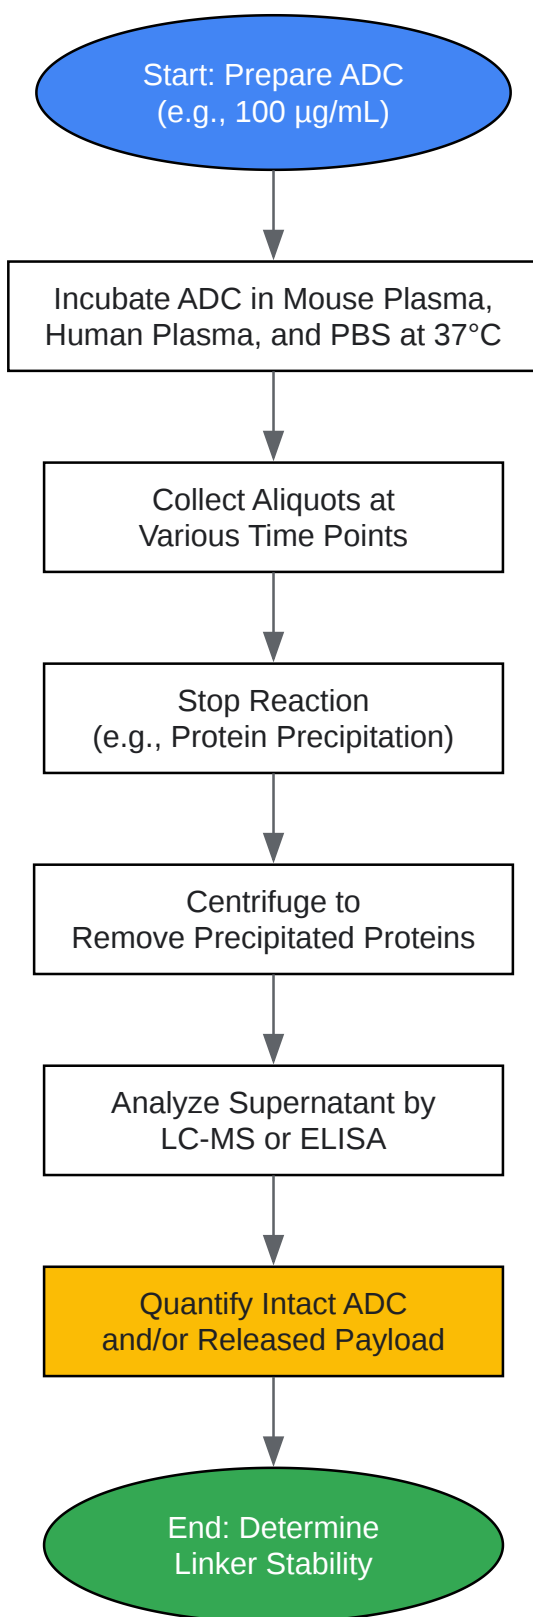 Start: Prepare ADC
(e.g., 100 µg/mL)
Incubate ADC in Mouse Plasma,
Human Plasma, and PBS at 37°C
Collect Aliquots at
Various Time Points
Stop Reaction
(e.g., Protein Precipitation)
Centrifuge to
Remove Precipitated Proteins
Analyze Supernatant by
LC-MS or ELISA
Quantify Intact ADC
and/or Released Payload
End: Determine
Linker Stability